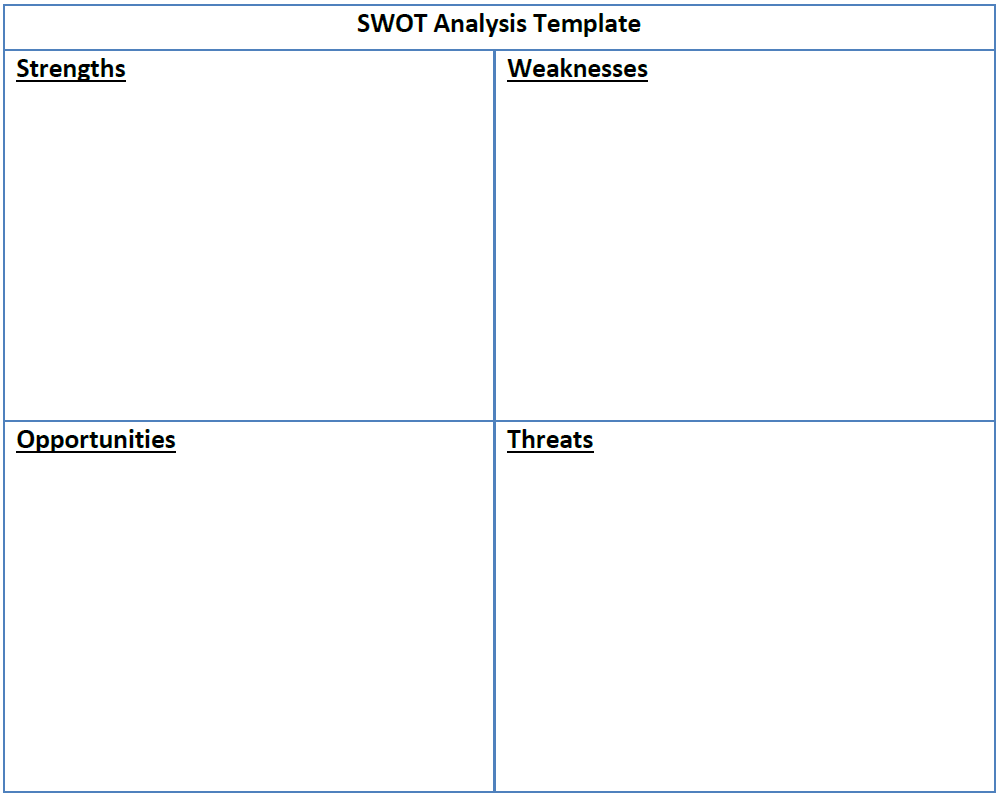 SWOT Analysis Template
Strengths
Weaknesses
Opportunities
Threats